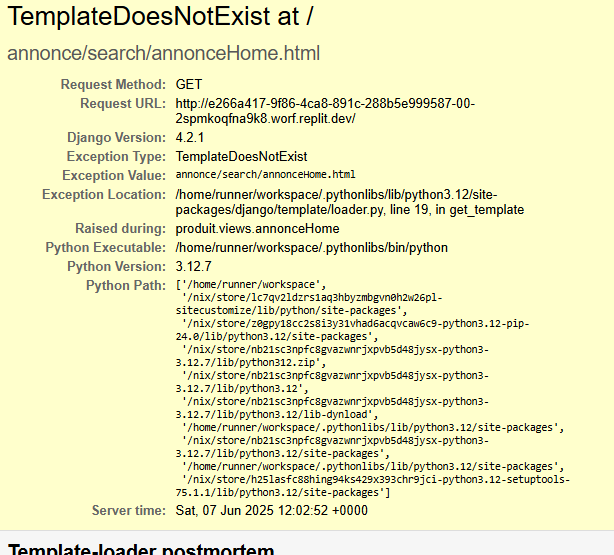 TemplateDoesNotExist at /
annonce/search/annonceHome.html
Request Method: GET
Request URL: http://e266a417-9f86-4ca8-891c-288b5e999587-00-
2spmkoqfna9k8.worf.replit.dev/
Django Version: 4.2.1
Exception Type: TemplateDoesNotExist
Exception Value: annonce/search/annonceHome.html
Exception Location: /home/runner/workspace/.pythonlibs/lib/python3.12/site-
packages/django/template/loader.py, line 19, in get_template
Raised during: produit.views.annonceHome
Python Executable: /home/runner/workspace/.pythonlibs/bin/python
Python Version: 3.12.7
Python Path: ['/home/runner/workspace',
'/nix/store/lc7qv2ldzrs1aq3hbyzmbgvn0h2w26pl-
sitecustomize/lib/python/site-packages',
'/nix/store/z0gpy18cc2s8i3y31vhad6acqvcaw6c9-python3.12-pip-
24.0/lib/python3.12/site-packages',
'/nix/store/nb21sc3npfc8gvazwnrjxpvb5d48jysx-python3-
3.12.7/lib/python312.zip',
'/nix/store/nb21sc3npfc8gvazwnrjxpvb5d48jysx-python3-
3.12.7/lib/python3.12',
'/nix/store/nb21sc3npfc8gvazwnrjxpvb5d48jysx-python3-
3.12.7/lib/python3.12/lib-dynload',
'/home/runner/workspace/.pythonlibs/lib/python3.12/site-packages',
'/nix/store/nb21sc3npfc8gvazwnrjxpvb5d48jysx-python3-
3.12.7/lib/python3.12/site-packages',
'/home/runner/workspace/.pythonlibs/lib/python3.12/site-packages',
'/nix/store/h25lasfc88hing94ks429x393chr9jci-python3.12-setuptools-
75.1.1/lib/python3.12/site-packages']
Server time: Sat, 07 Jun 2025 12:02:52 +0000
Template-loader postmortem